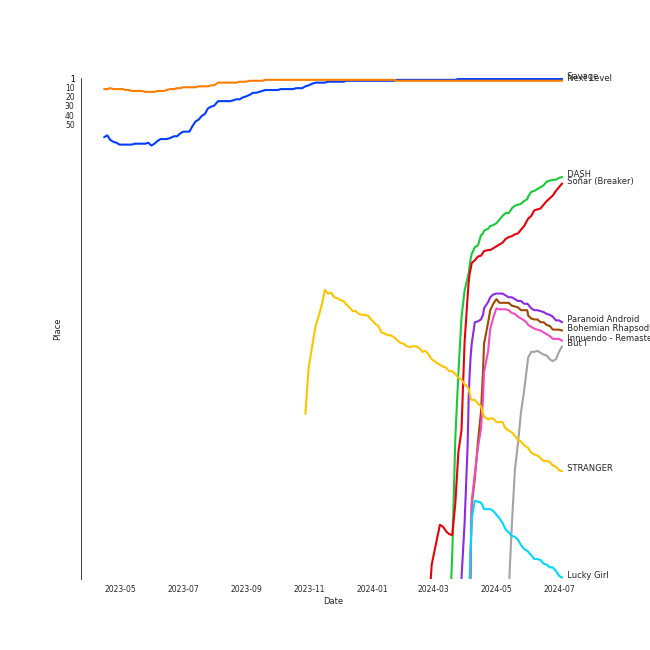 1
10
20
30
40
50
Place
Savage
Next Level
DASH
Soñar (Breaker)
Paranoid Android
Bohemian Rhapsody
Innuendo - Remaste
But I
STRANGER
Lucky Girl
2023-05 2023-07 2023-09 2023-11 2024-01 2024-03 2024-05 2024-07
Date